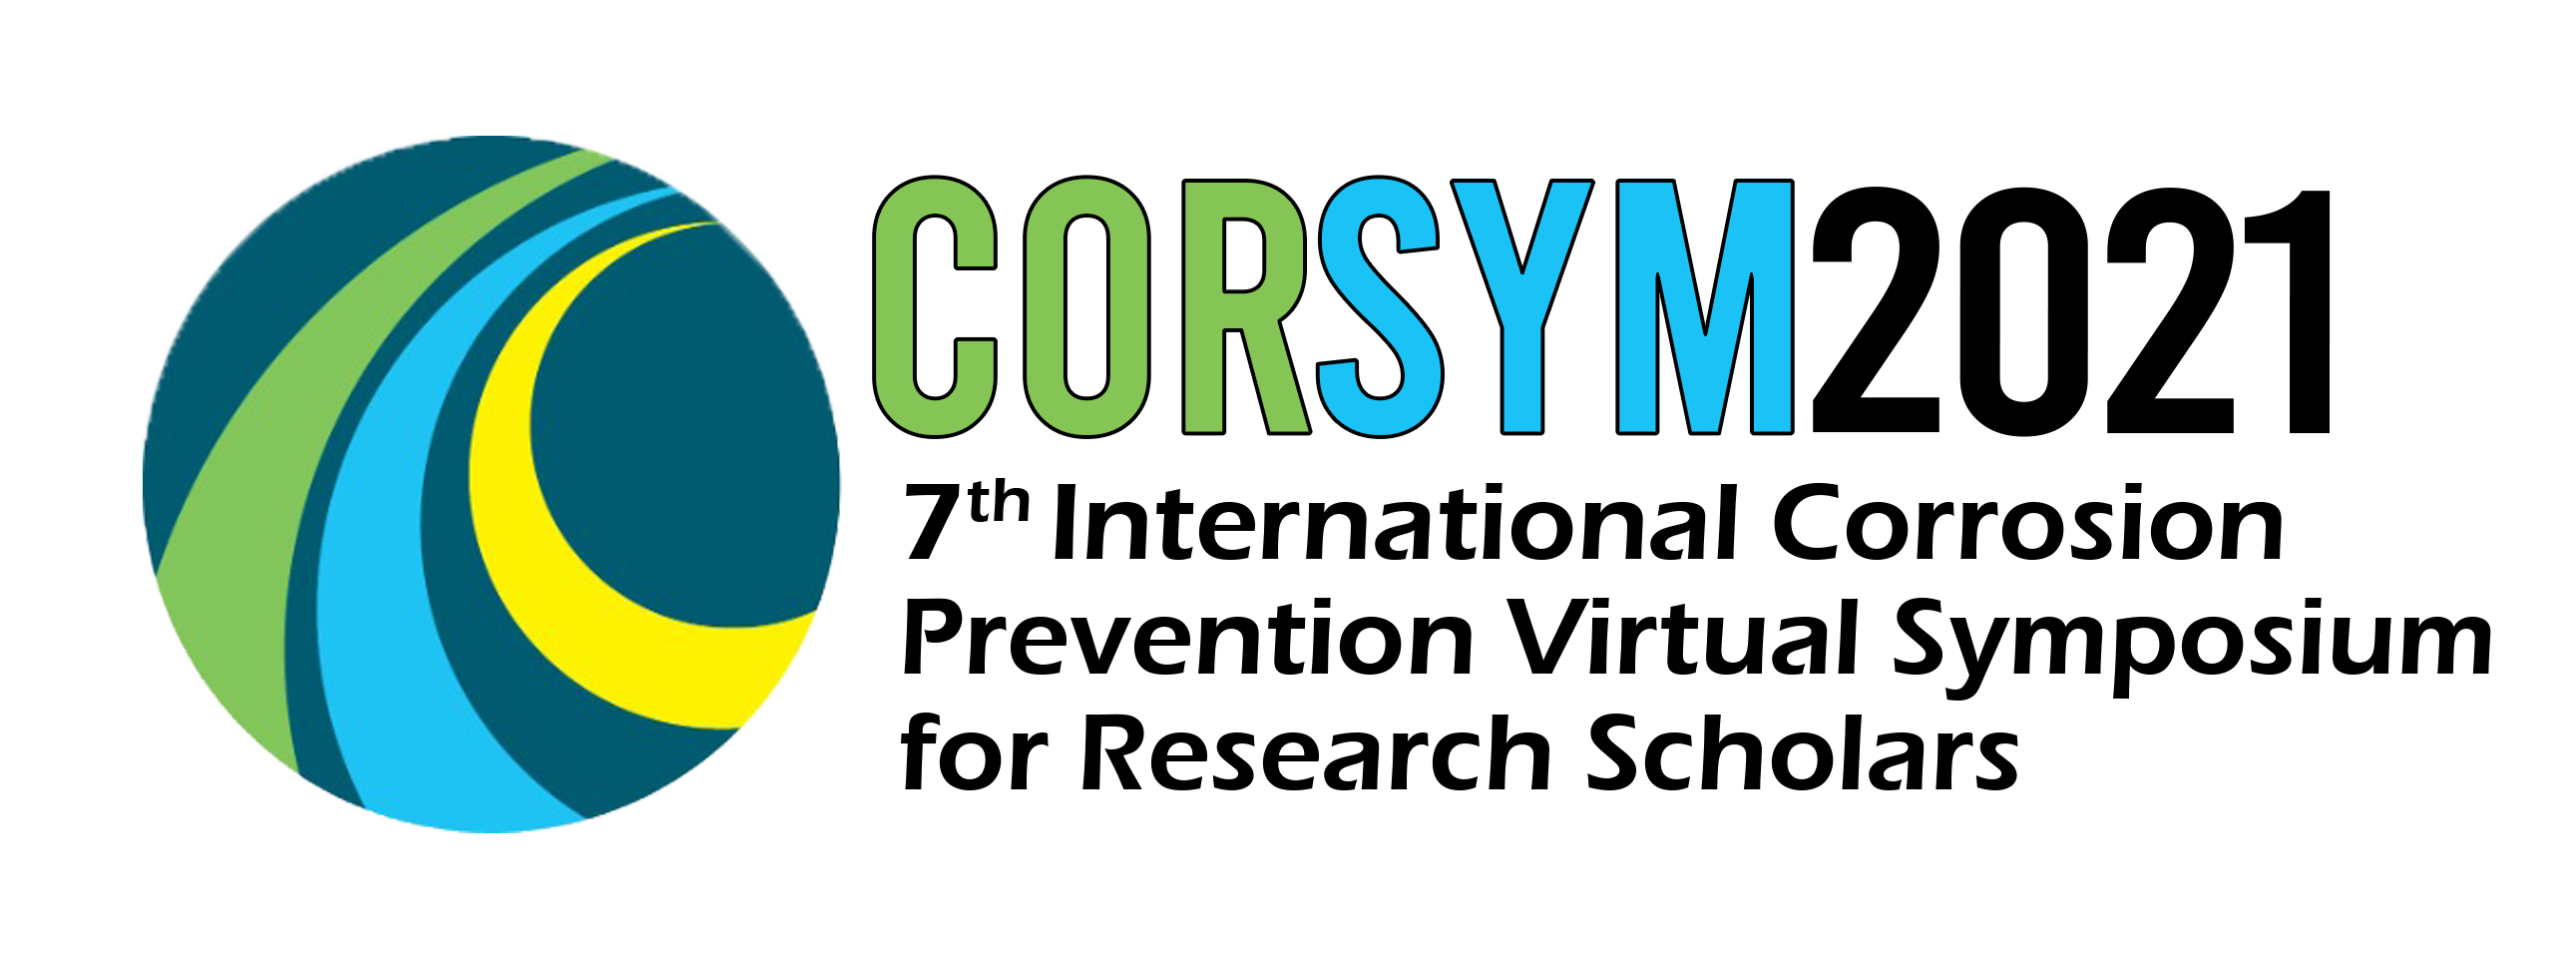 CORSYM2021
7th International Corrosion
Prevention Virtual Symposium
for Research Scholars